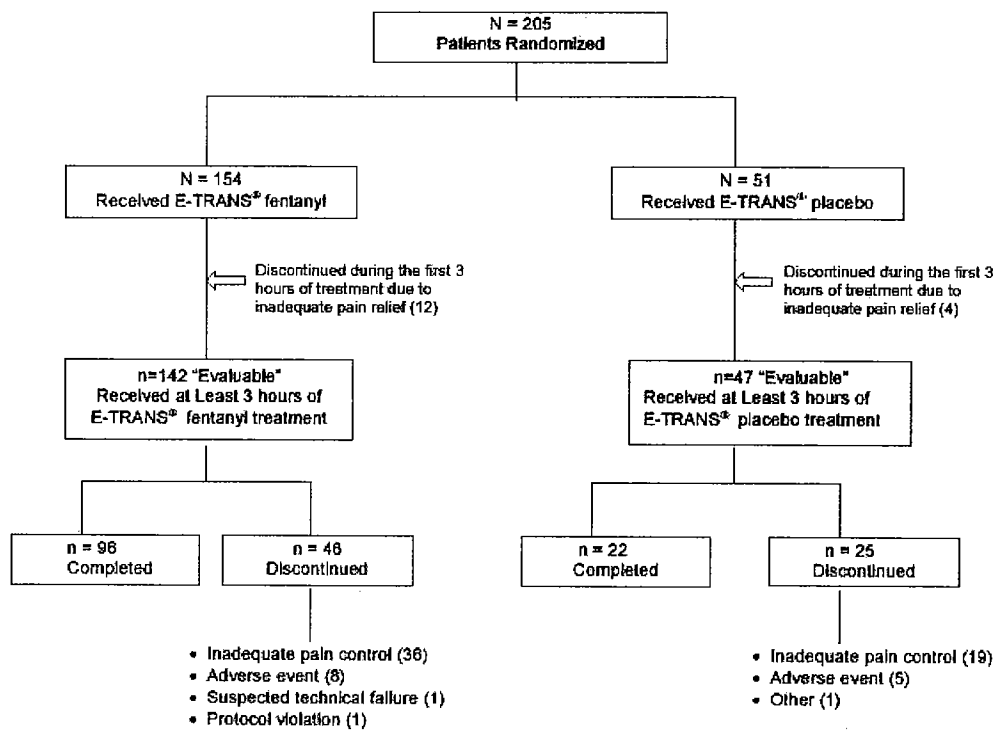 N = 205
Patients Randomized
N = 154
Received E-TRANS® fentanyl
N = 51
Received E-TRANS® placebo
Discontinued during the first 3
hours of treatment due to
inadequate pain relief (12)
Discontinued during the first 3
hours of treatment due to
inadequate pain relief (4)
n=142 "Evaluable"
Received at Least 3 hours of
E-TRANS® fentanyl treatment
n=47 "Evaluable"
Received at Least 3 hours of
E-TRANS® placebo treatment
n = 96
Completed
n = 46
Discontinued
n = 22
Completed
n = 25
Discontinued
• Inadequate pain control (36)
• Adverse event (8)
• Suspected technical failure (1)
• Protocol violation (1)
• Inadequate pain control (19)
• Adverse event (5)
• Other (1)